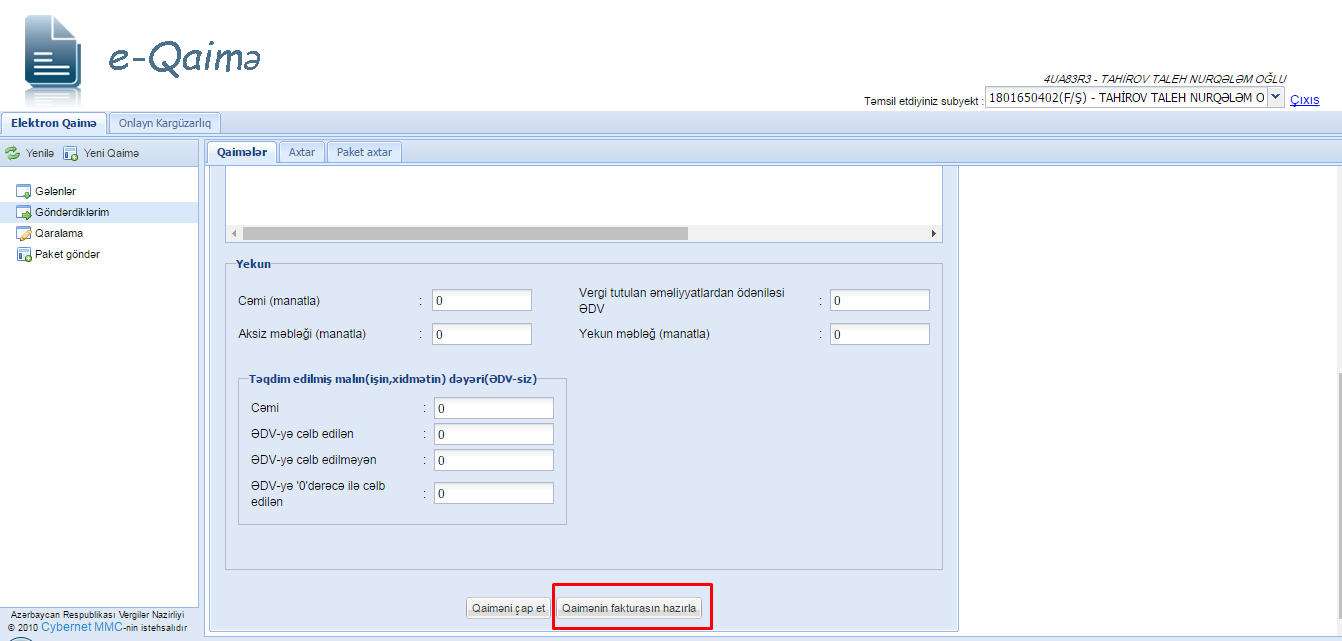 e-Qaimə
4UA83R3 - TAHİROV TALEH NURQƏLƏM OĞLU
Təmsil etdiyiniz subyekt : 1801650402(F/Ş) - TAHİROV TALEH NURQƏLƏM O Çıxıs
Elektron Qaimə Onlayn Kargüzarlıq
Yenilə Yeni Qaimə
Qaimələr Axtar Paket axtar
Gələnlər
Göndərdiklərim
Qaralama
Paket göndər
Yekun
Cəmi (manatla) : 0
Vergi tutulan əməliyyatlardan ödəniləsi
ƏDV : 0
Aksiz məbləği (manatla) : 0
Yekun məbləğ (manatla) : 0
Təqdim edilmiş malın(işin,xidmətin) dəyəri(ƏDV-siz)
Cəmi : 0
ƏDV-yə cəlb edilən : 0
ƏDV-yə cəlb edilməyən : 0
ƏDV-yə '0'dərəcə ilə cəlb
edilən : 0
Qaiməni çap et Qaimənin fakturasın hazırla
Azərbaycan Respublikası Vergilər Nazirliyi
© 2010 Cybernet MMC-nin istehsalıdır